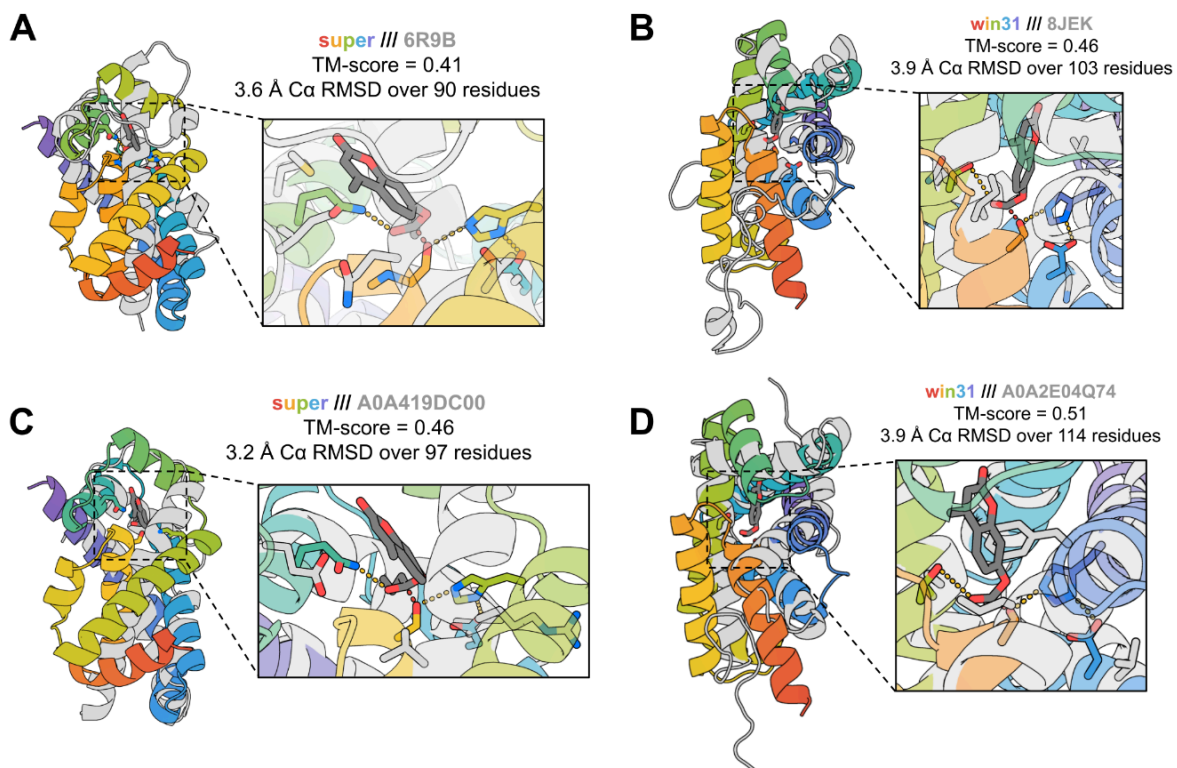 A
super /// 6R9B
TM-score = 0.41
3.6 Å Cα RMSD over 90 residues
B
win31 /// 8JEK
TM-score = 0.46
3.9 Å Cα RMSD over 103 residues
C
super /// A0A419DC00
TM-score = 0.46
3.2 Å Cα RMSD over 97 residues
D
win31 /// A0A2E04Q74
TM-score = 0.51
3.9 Å Cα RMSD over 114 residues